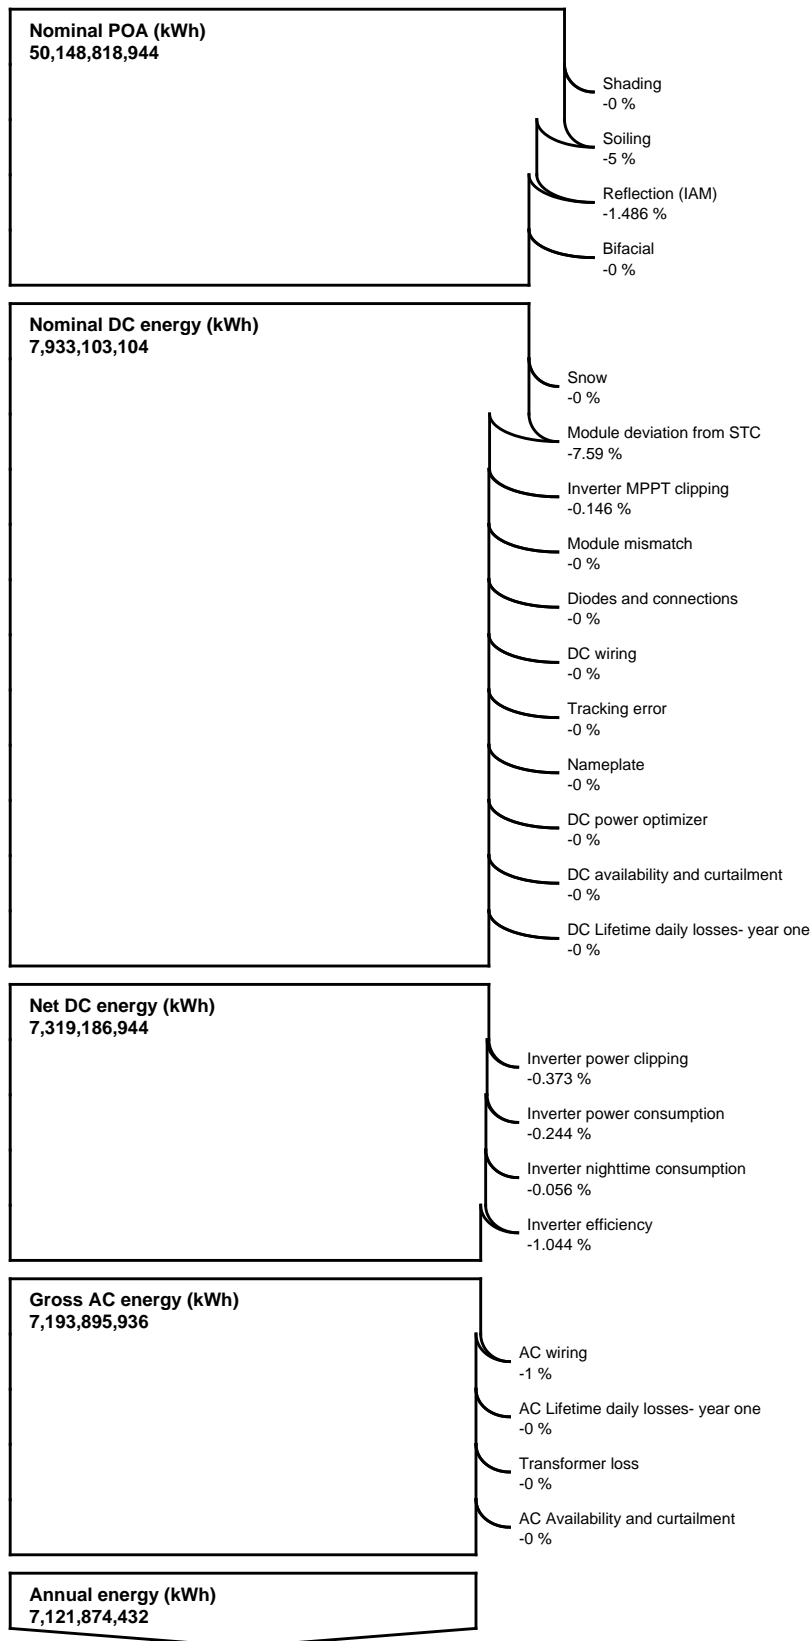 Nominal POA (kWh)
50,148,818,944
Shading
-0 %
Soiling
-5 %
Reflection (IAM)
-1.486 %
Bifacial
-0 %
Nominal DC energy (kWh)
7,933,103,104
Snow
-0 %
Module deviation from STC
-7.59 %
Inverter MPPT clipping
-0.146 %
Module mismatch
-0 %
Diodes and connections
-0 %
DC wiring
-0 %
Tracking error
-0 %
Nameplate
-0 %
DC power optimizer
-0 %
DC availability and curtailment
-0 %
DC Lifetime daily losses- year one
-0 %
Net DC energy (kWh)
7,319,186,944
Inverter power clipping
-0.373 %
Inverter power consumption
-0.244 %
Inverter nighttime consumption
-0.056 %
Inverter efficiency
-1.044 %
Gross AC energy (kWh)
7,193,895,936
AC wiring
-1 %
AC Lifetime daily losses- year one
-0 %
Transformer loss
-0 %
AC Availability and curtailment
-0 %
Annual energy (kWh)
7,121,874,432